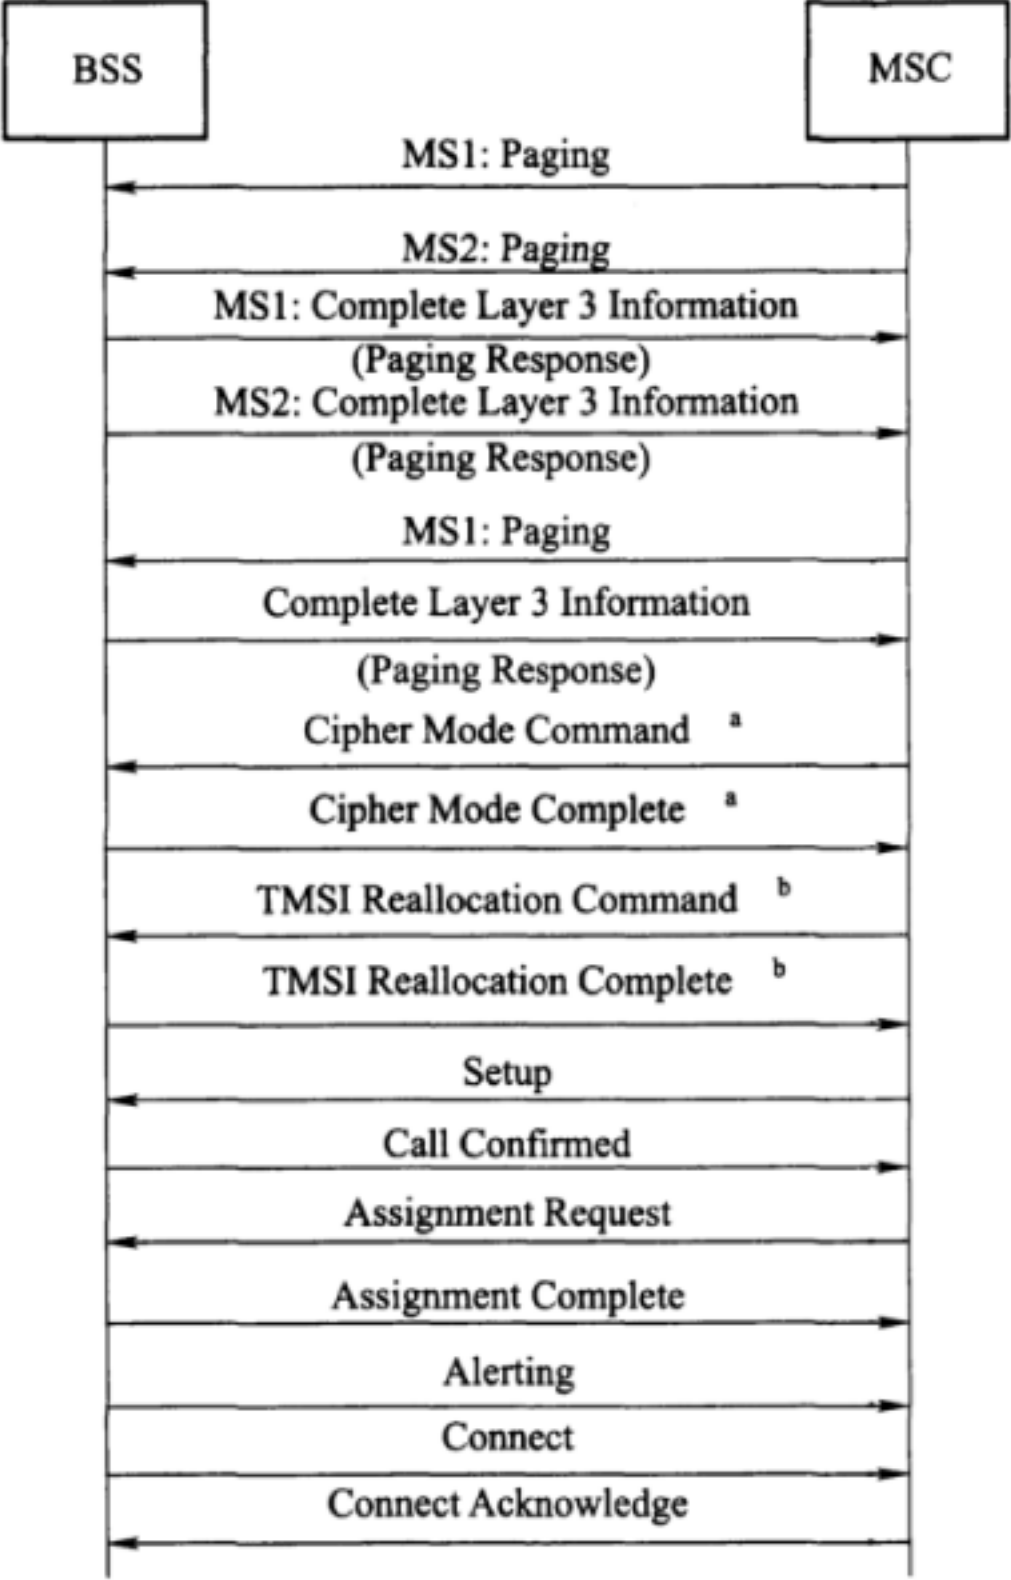 BSS
MSC
MS1: Paging
MS2: Paging
MS1: Complete Layer 3 Information
(Paging Response)
MS2: Complete Layer 3 Information
(Paging Response)
MS1: Paging
Complete Layer 3 Information
(Paging Response)
Cipher Mode Command a
Cipher Mode Complete a
TMSI Reallocation Command b
TMSI Reallocation Complete b
Setup
Call Confirmed
Assignment Request
Assignment Complete
Alerting
Connect
Connect Acknowledge